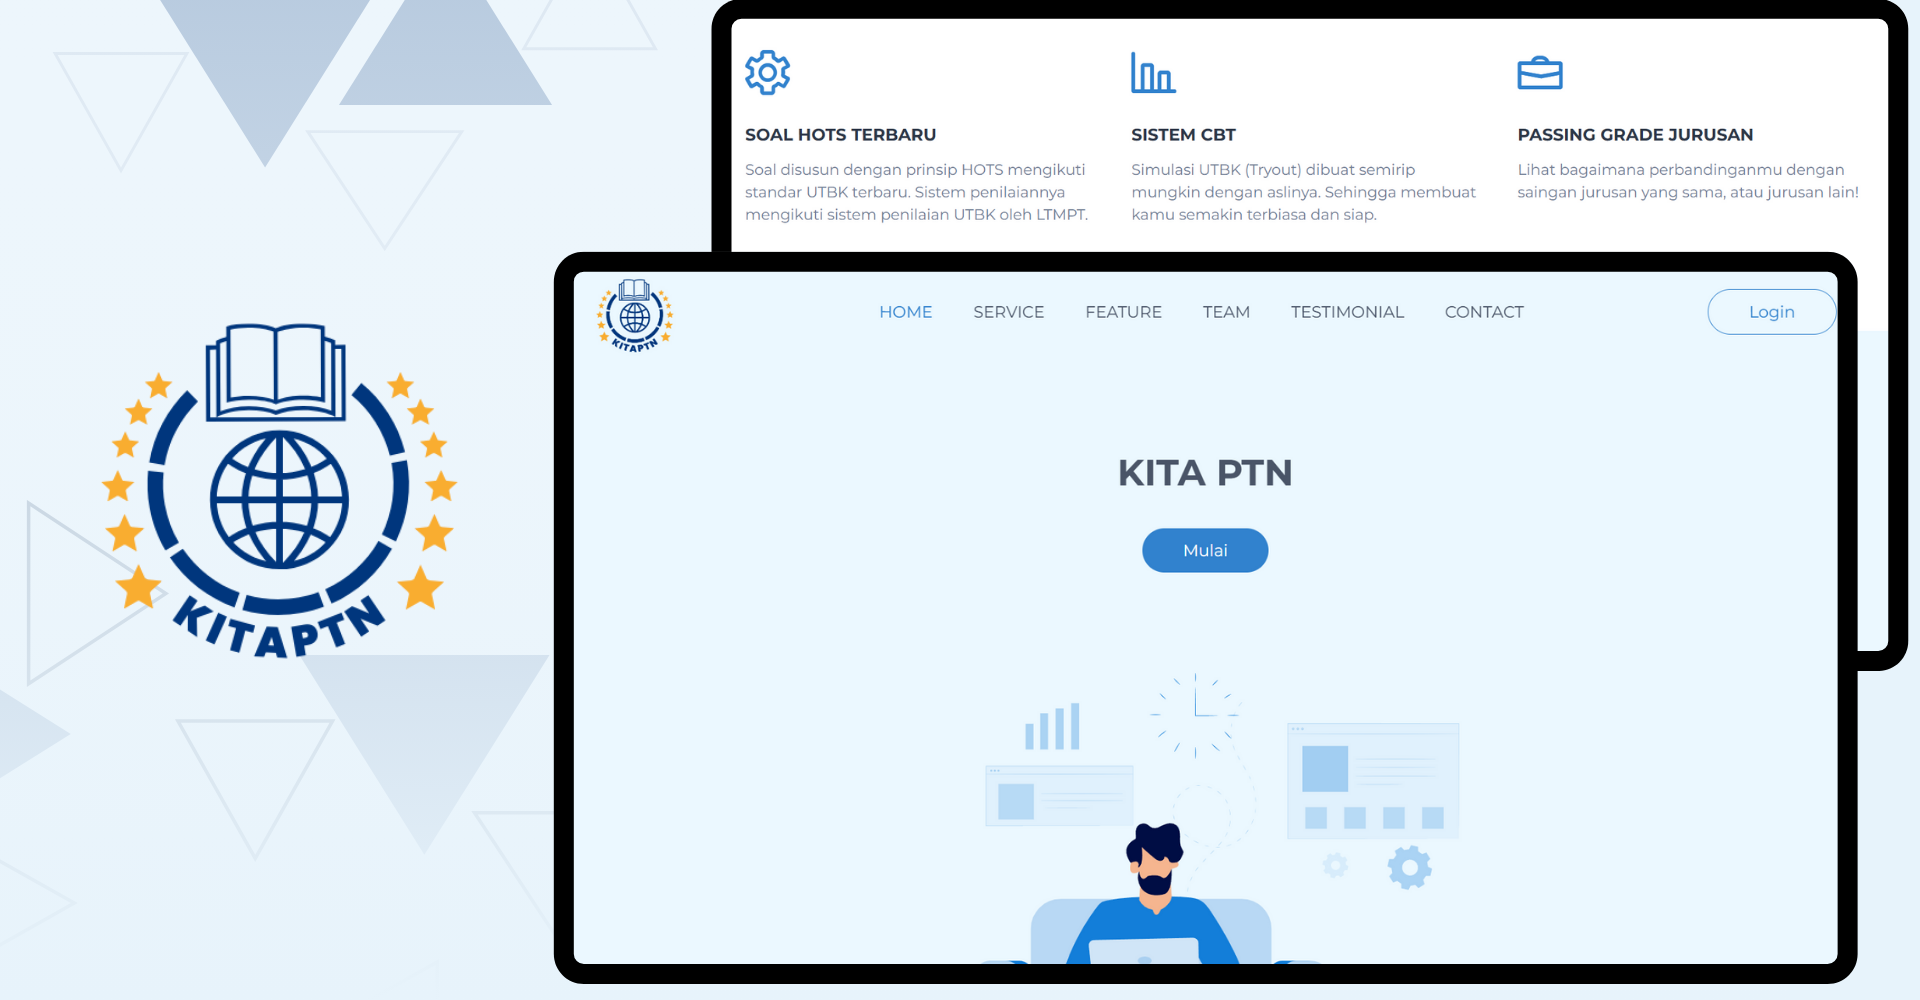 SOAL HOTS TERBARU
Soal disusun dengan prinsip HOTS mengikuti
standar UTBK terbaru. Sistem penilaiannya
mengikuti sistem penilaian UTBK oleh LTMPT.
SISTEM CBT
Simulasi UTBK (Tryout) dibuat semirip
mungkin dengan aslinya. Sehingga membuat
kamu semakin terbiasa dan siap.
PASSING GRADE JURUSAN
Lihat bagaimana perbandinganmu dengan
saingan jurusan yang sama, atau jurusan lain!
KITAPTN
KITAPTN
HOME SERVICE FEATURE TEAM TESTIMONIAL CONTACT Login
KITA PTN
Mulai